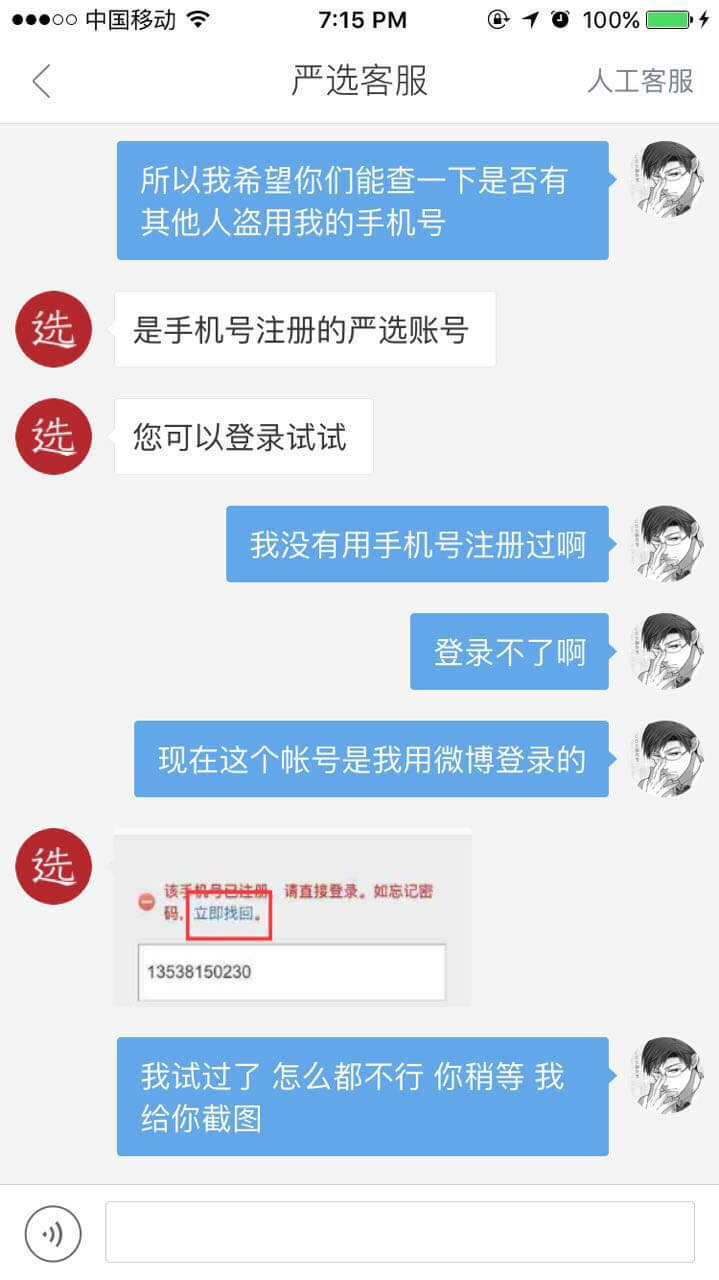 中国移动 7:15 PM 100%
严选客服 人工客服
所以我希望你们能查一下是否有
其他人盗用我的手机号
选 是手机号注册的严选账号
选 您可以登录试试
我没有用手机号注册过啊
登录不了啊
现在这个帐号是我用微博登录的
选
该手机号已注册，请直接登录。如忘记密
码，立即找回。
13538150230
我试过了 怎么都不行 你稍等 我
给你截图